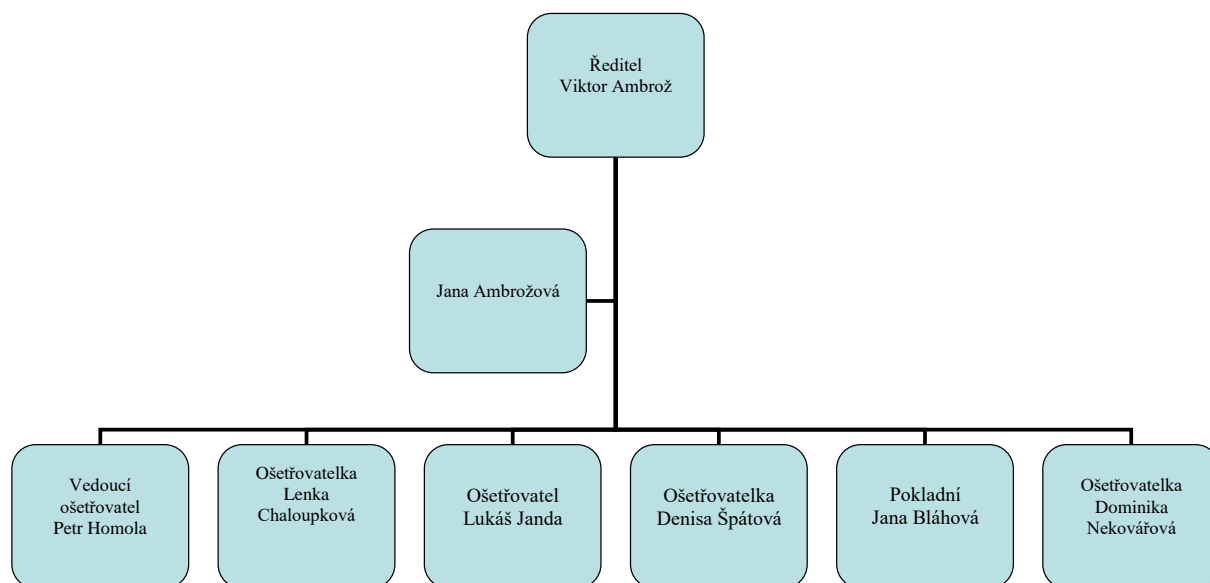 Ředitel
Viktor Ambrož
Jana Ambrožová
Vedoucí
ošetřovatel
Petr Homola
Ošetřovatelka
Lenka
Chaloupková
Ošetřovatel
Lukáš Janda
Ošetřovatelka
Denisa Špátová
Pokladní
Jana Bláhová
Ošetřovatelka
Dominika
Nekovářová